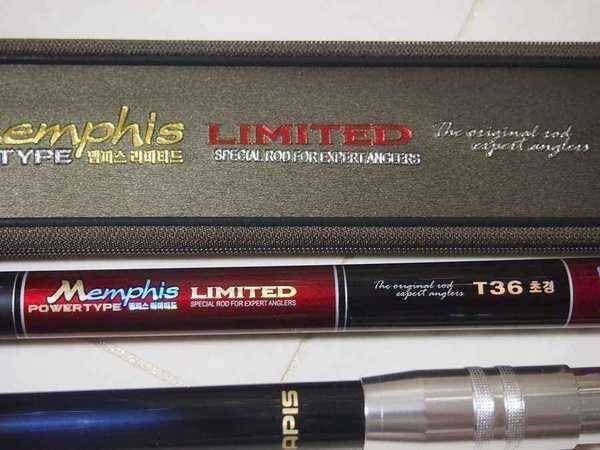 Memphis
TYPE 멤피스 리미티드
LIMITED
SPECIAL ROD FOR EXPERT ANGLERS
The original rod
expert anglers
Memphis
POWERTYPE 멤피스 리미티드
LIMITED
SPECIAL ROD FOR EXPERT ANGLERS
The original rod
expert anglers
T36 초경
APIS